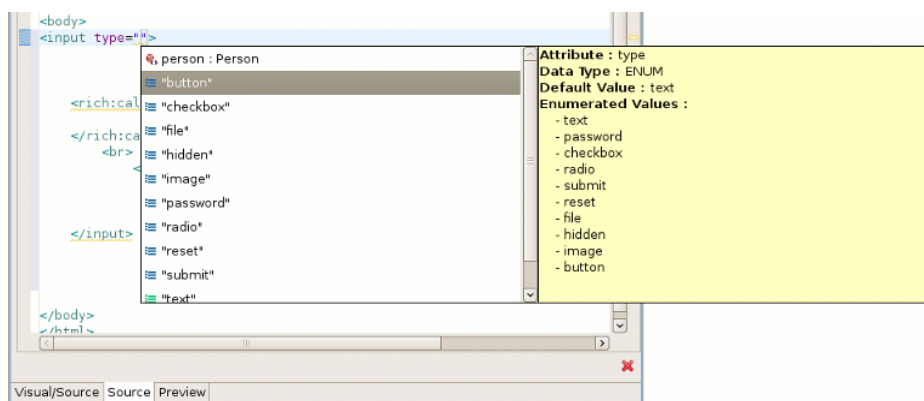 <body>
<input type="">
person : Person
"button"
"checkbox"
"file"
"hidden"
"image"
"password"
"radio"
"reset"
"submit"
"text"
Attribute : type
Data Type : ENUM
Default Value : text
Enumerated Values :
- text
- password
- checkbox
- radio
- submit
- reset
- file
- hidden
- image
- button
<rich:cal
</rich:ca
<br>
<
</input>
</body>
</html>
Visual/Source Source Preview